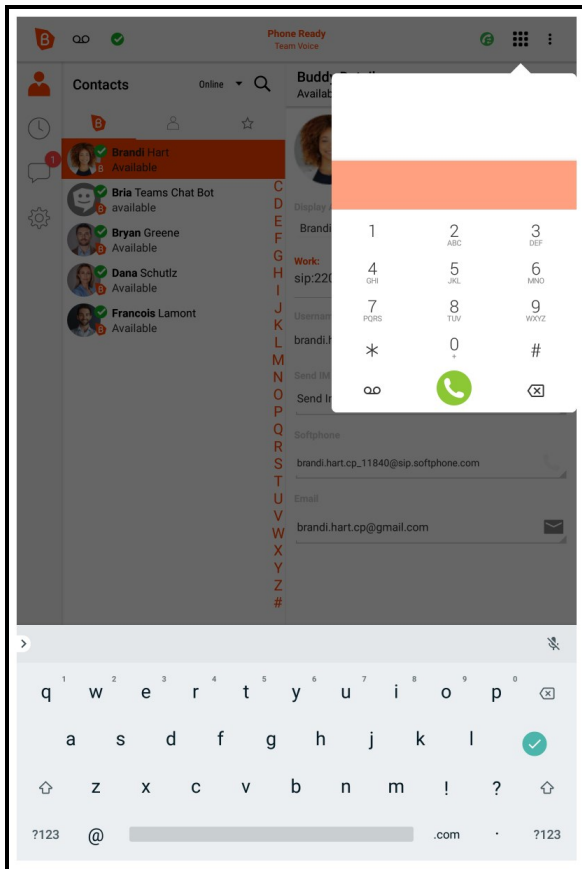 Phone Ready
Team Voice
Contacts
Online
Availab
B
Brandi Hart
B
Available
Bria Teams Chat Bot
B
available
Bryan Greene
B
Available
Dana Schutlz
B
Available
Francois Lamont
B
Available
1
C
D
E
F
G
H
I
J
K
L
M
N
O
P
Q
R
S
T
U
V
W
X
Y
Z
#
Display
Brandi
Work:
sip:220
brandi.h
Send IM
Send In
Softphone
brandi.hart.cp_11840@sip.softphone.com
Email
brandi.hart.cp@gmail.com
1 2 3
ABC DEF
4 5 6
GHI JKL MNO
7 8 9
PQRS TUV WXYZ
* 0 #
+
1 2 3 4 5 6 7 8 9 0
q w e r t y u i o p
a s d f g h j k l
z x c v b n m ! ?
?123 @ .com . ?123